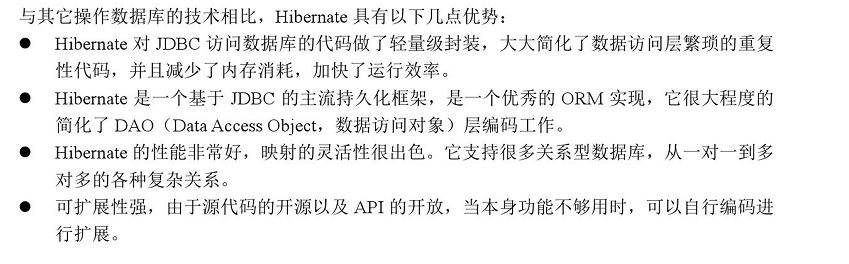 与其它操作数据库的技术相比，Hibernate 具有以下几点优势：
● Hibernate 对 JDBC 访问数据库的代码做了轻量级封装，大大简化了数据访问层繁琐的重复
性代码，并且减少了内存消耗，加快了运行效率。
● Hibernate 是一个基于 JDBC 的主流持久化框架，是一个优秀的 ORM 实现，它很大程度的
简化了 DAO（Data Access Object，数据访问对象）层编码工作。
● Hibernate 的性能非常好，映射的灵活性很出色。它支持很多关系型数据库，从一对一到多
对多的各种复杂关系。
● 可扩展性强，由于源代码的开源以及 API 的开放，当本身功能不够用时，可以自行编码进
行扩展。